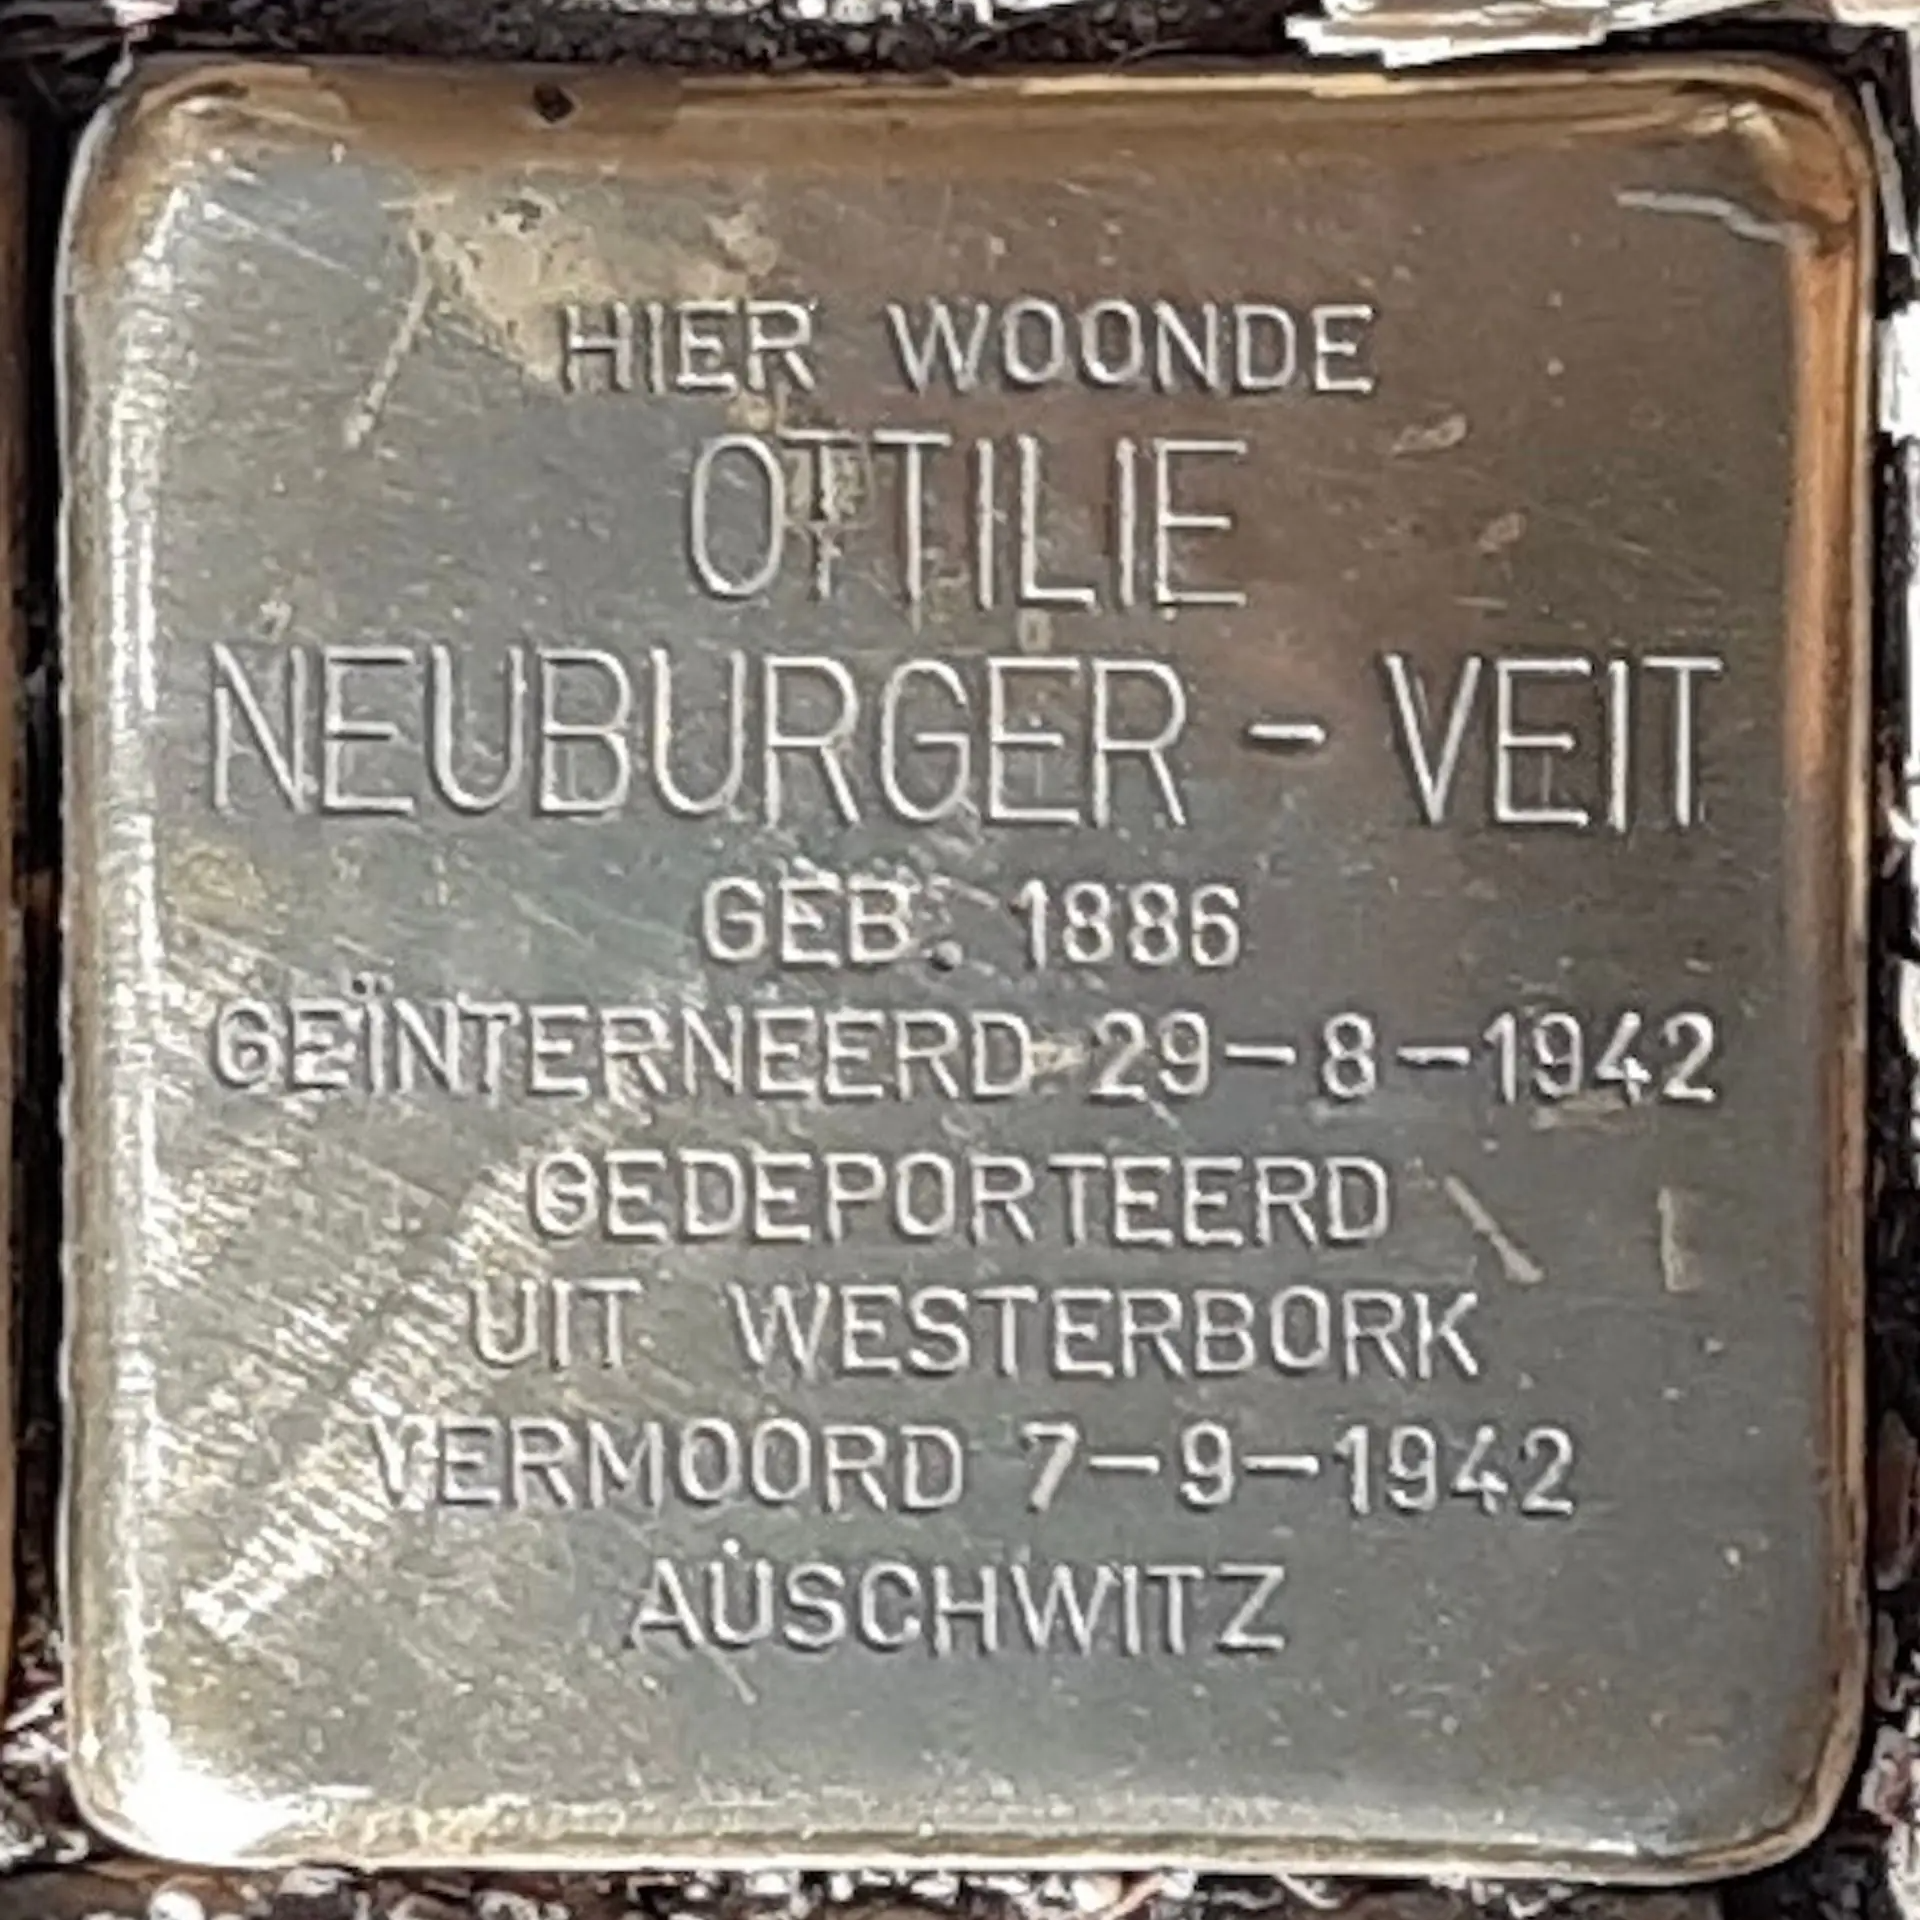 HIER WOONDE
OTTILIE
NEUBURGER - VEIT
GEB. 1886
GEÏNTERNEERD 29-8-1942
GEDEPORTEERD
UIT WESTERBORK
VERMOORD 7-9-1942
AUSCHWITZ